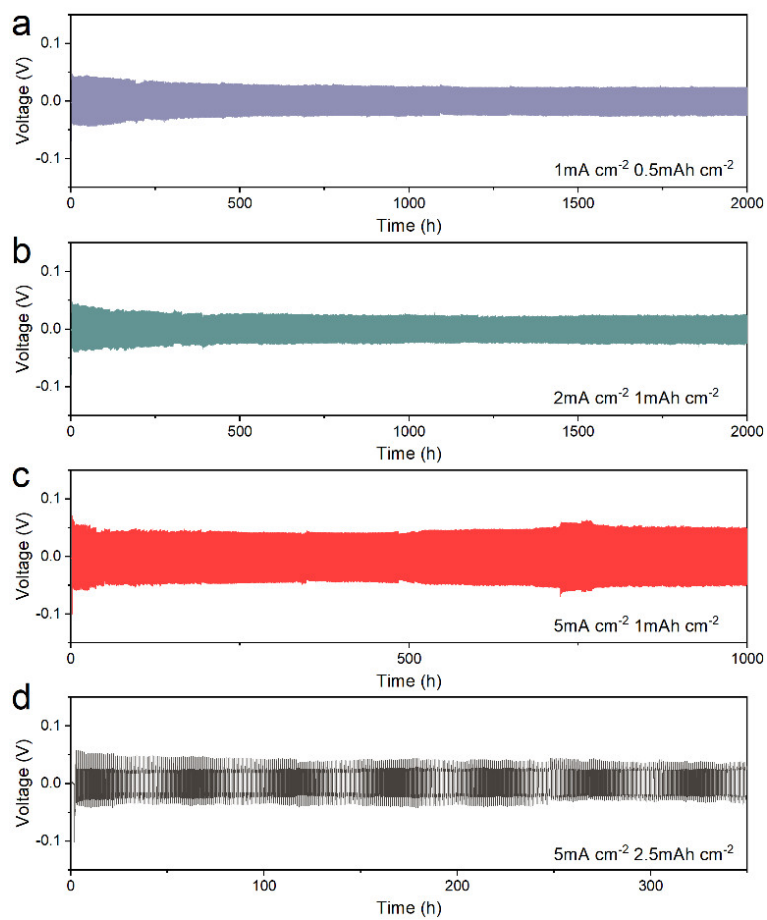 a
0.1
0.0
-0.1
Voltage (V)
1mA cm⁻² 0.5mAh cm⁻²
0 500 1000 1500 2000
Time (h)
b
0.1
0.0
-0.1
Voltage (V)
2mA cm⁻² 1mAh cm⁻²
0 500 1000 1500 2000
Time (h)
c
0.1
0.0
-0.1
Voltage (V)
5mA cm⁻² 1mAh cm⁻²
0 500 1000
Time (h)
d
0.1
0.0
-0.1
Voltage (V)
5mA cm⁻² 2.5mAh cm⁻²
0 100 200 300
Time (h)